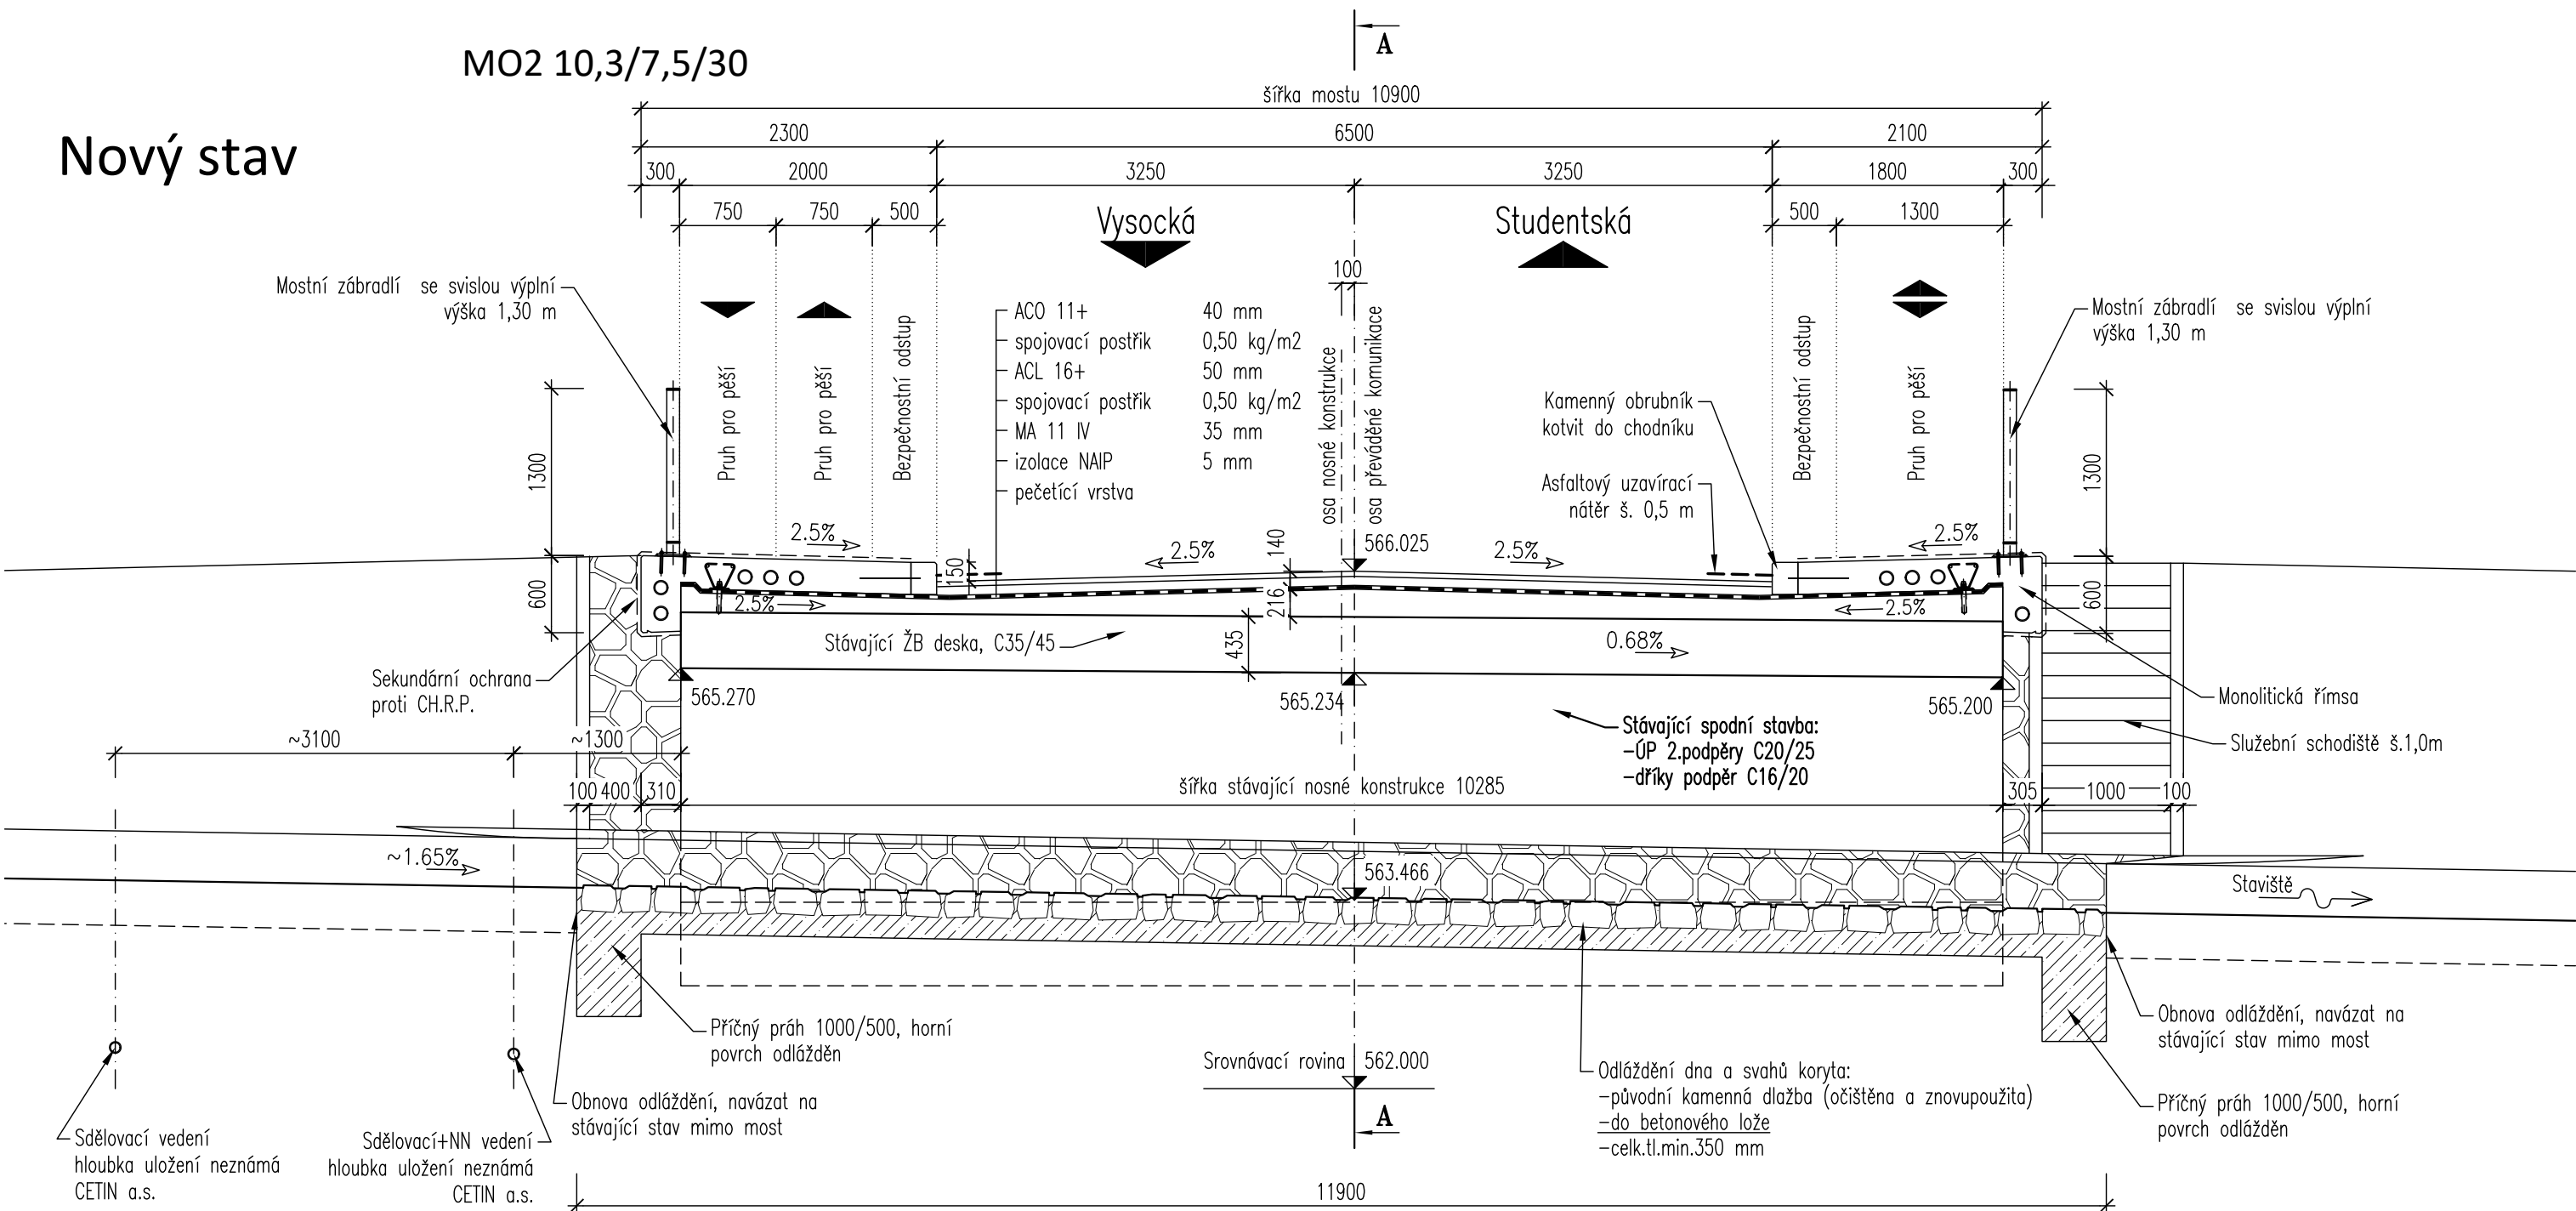 MO2 10,3/7,5/30
Nový stav
A
šířka mostu 10900
2300
6500
2100
300
2000
3250
3250
1800
300
750
750
500
500
1300
Vysocká
Studentská
100
Mostní zábradlí se svislou výplní
výška 1,30 m
Pruh pro pěší
Pruh pro pěší
Bezpečnostní odstup
ACO 11+ 40 mm
spojovací postřik 0,50 kg/m2
ACL 16+ 50 mm
spojovací postřik 0,50 kg/m2
MA 11 IV 35 mm
izolace NAIP 5 mm
pečetící vrstva
osa nosné konstrukce
osa převáděné komunikace
Kamenný obrubník
kotvit do chodníku
Asfaltový uzavírací
nátěr š. 0,5 m
Bezpečnostní odstup
Pruh pro pěší
Mostní zábradlí se svislou výplní
výška 1,30 m
1300
1300
2.5%
2.5%
140
566.025
2.5%
2.5%
600
150
216
600
2.5%
2.5%
Stávající ŽB deska, C35/45
435
0.68%
Sekundární ochrana
proti CH.R.P.
565.270
565.234
565.200
Monolitická římsa
Stávající spodní stavba:
-ÚP 2.podpěry C20/25
-dříky podpěr C16/20
Služební schodiště š.1,0m
~3100
~1300
100
400
310
šířka stávající nosné konstrukce 10285
305
1000
100
~1.65%
563.466
Staviště
Příčný práh 1000/500, horní
povrch odlážděn
Obnova odláždění, navázat na
stávající stav mimo most
Srovnávací rovina
562.000
A
Odláždění dna a svahů koryta:
-původní kamenná dlažba (očištěna a znovupoužita)
-do betonového lože
-celk.tl.min.350 mm
Obnova odláždění, navázat na
stávající stav mimo most
Příčný práh 1000/500, horní
povrch odlážděn
Sdělovací vedení
hloubka uložení neznámá
CETIN a.s.
Sdělovací+NN vedení
hloubka uložení neznámá
CETIN a.s.
11900